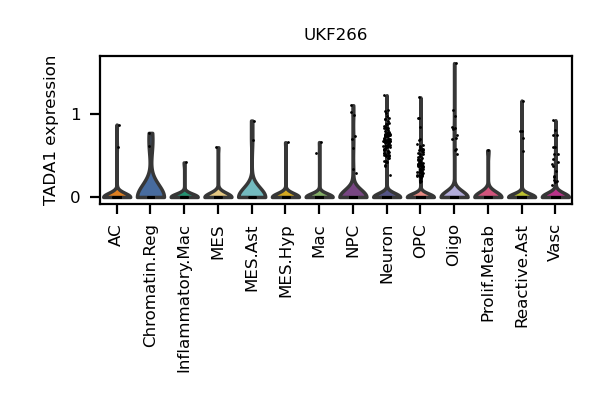 UKF266
TADA1 expression
1
0
AC
Chromatin.Reg
Inflammatory.Mac
MES
MES.Ast
MES.Hyp
Mac
NPC
Neuron
OPC
Oligo
Prolif.Metab
Reactive.Ast
Vasc